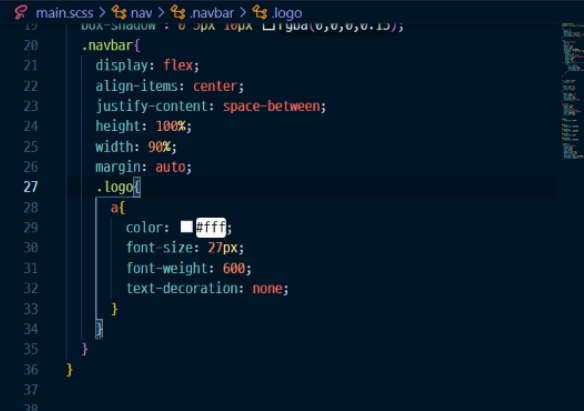 main.scss > nav > .navbar > .logo
19 box-shadow : 0 5px 10px rgba(0,0,0,0.15);
20 .navbar{
21 display: flex;
22 align-items: center;
23 justify-content: space-between;
24 height: 100%;
25 width: 90%;
26 margin: auto;
27 .logo{
28 a{
29 color: #fff;
30 font-size: 27px;
31 font-weight: 600;
32 text-decoration: none;
33 }
34 }
35 }
36 }
37
38